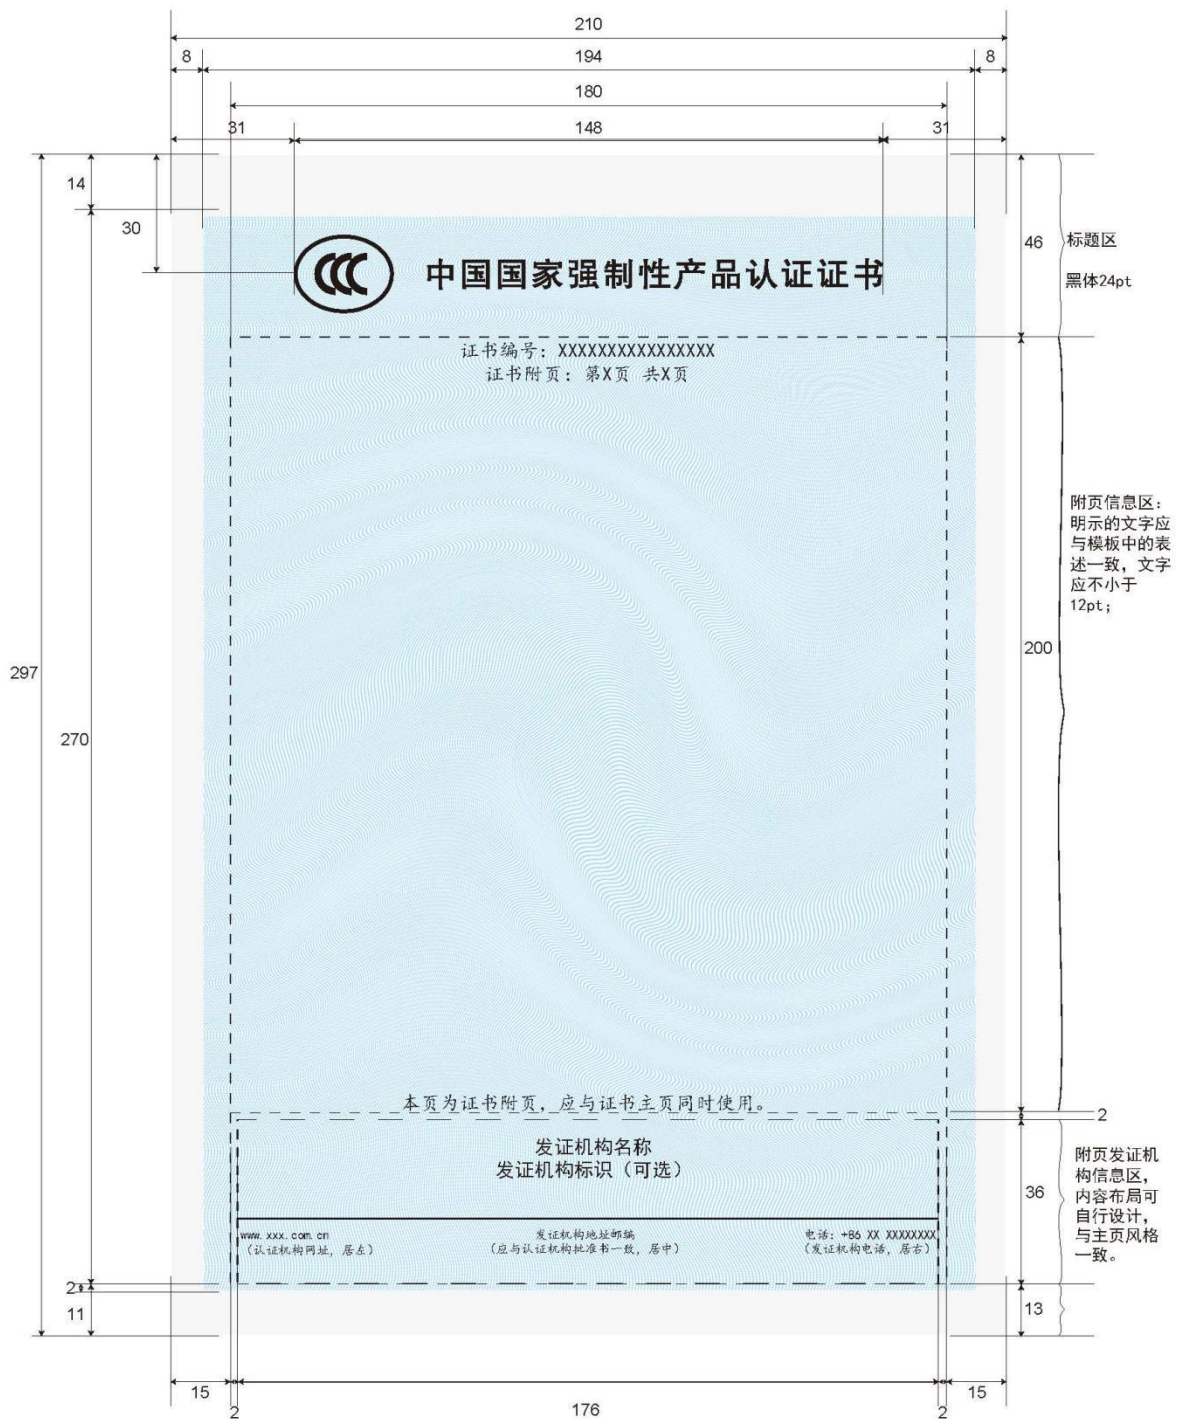 210
8
194
8
180
31
148
31
14
30
46
标题区
黑体24pt
CCC
中国国家强制性产品认证证书
证书编号：XXXXXXXXXXXXXXXX
证书附页：第X页 共X页
附页信息区：
明示的文字应
与模板中的表
述一致，文字
应不小于
12pt；
200
297
270
本页为证书附页，应与证书主页同时使用。
2
发证机构名称
发证机构标识（可选）
36
附页发证机
构信息区，
内容布局可
自行设计，
与主页风格
一致。
www.xxx.com.cn
（认证机构网址，居左）
发证机构地址邮编
（应与认证机构批准书一致，居中）
电话：+86 XX XXXXXXXX
（发证机构电话，居右）
2
11
13
15
2
176
2
15